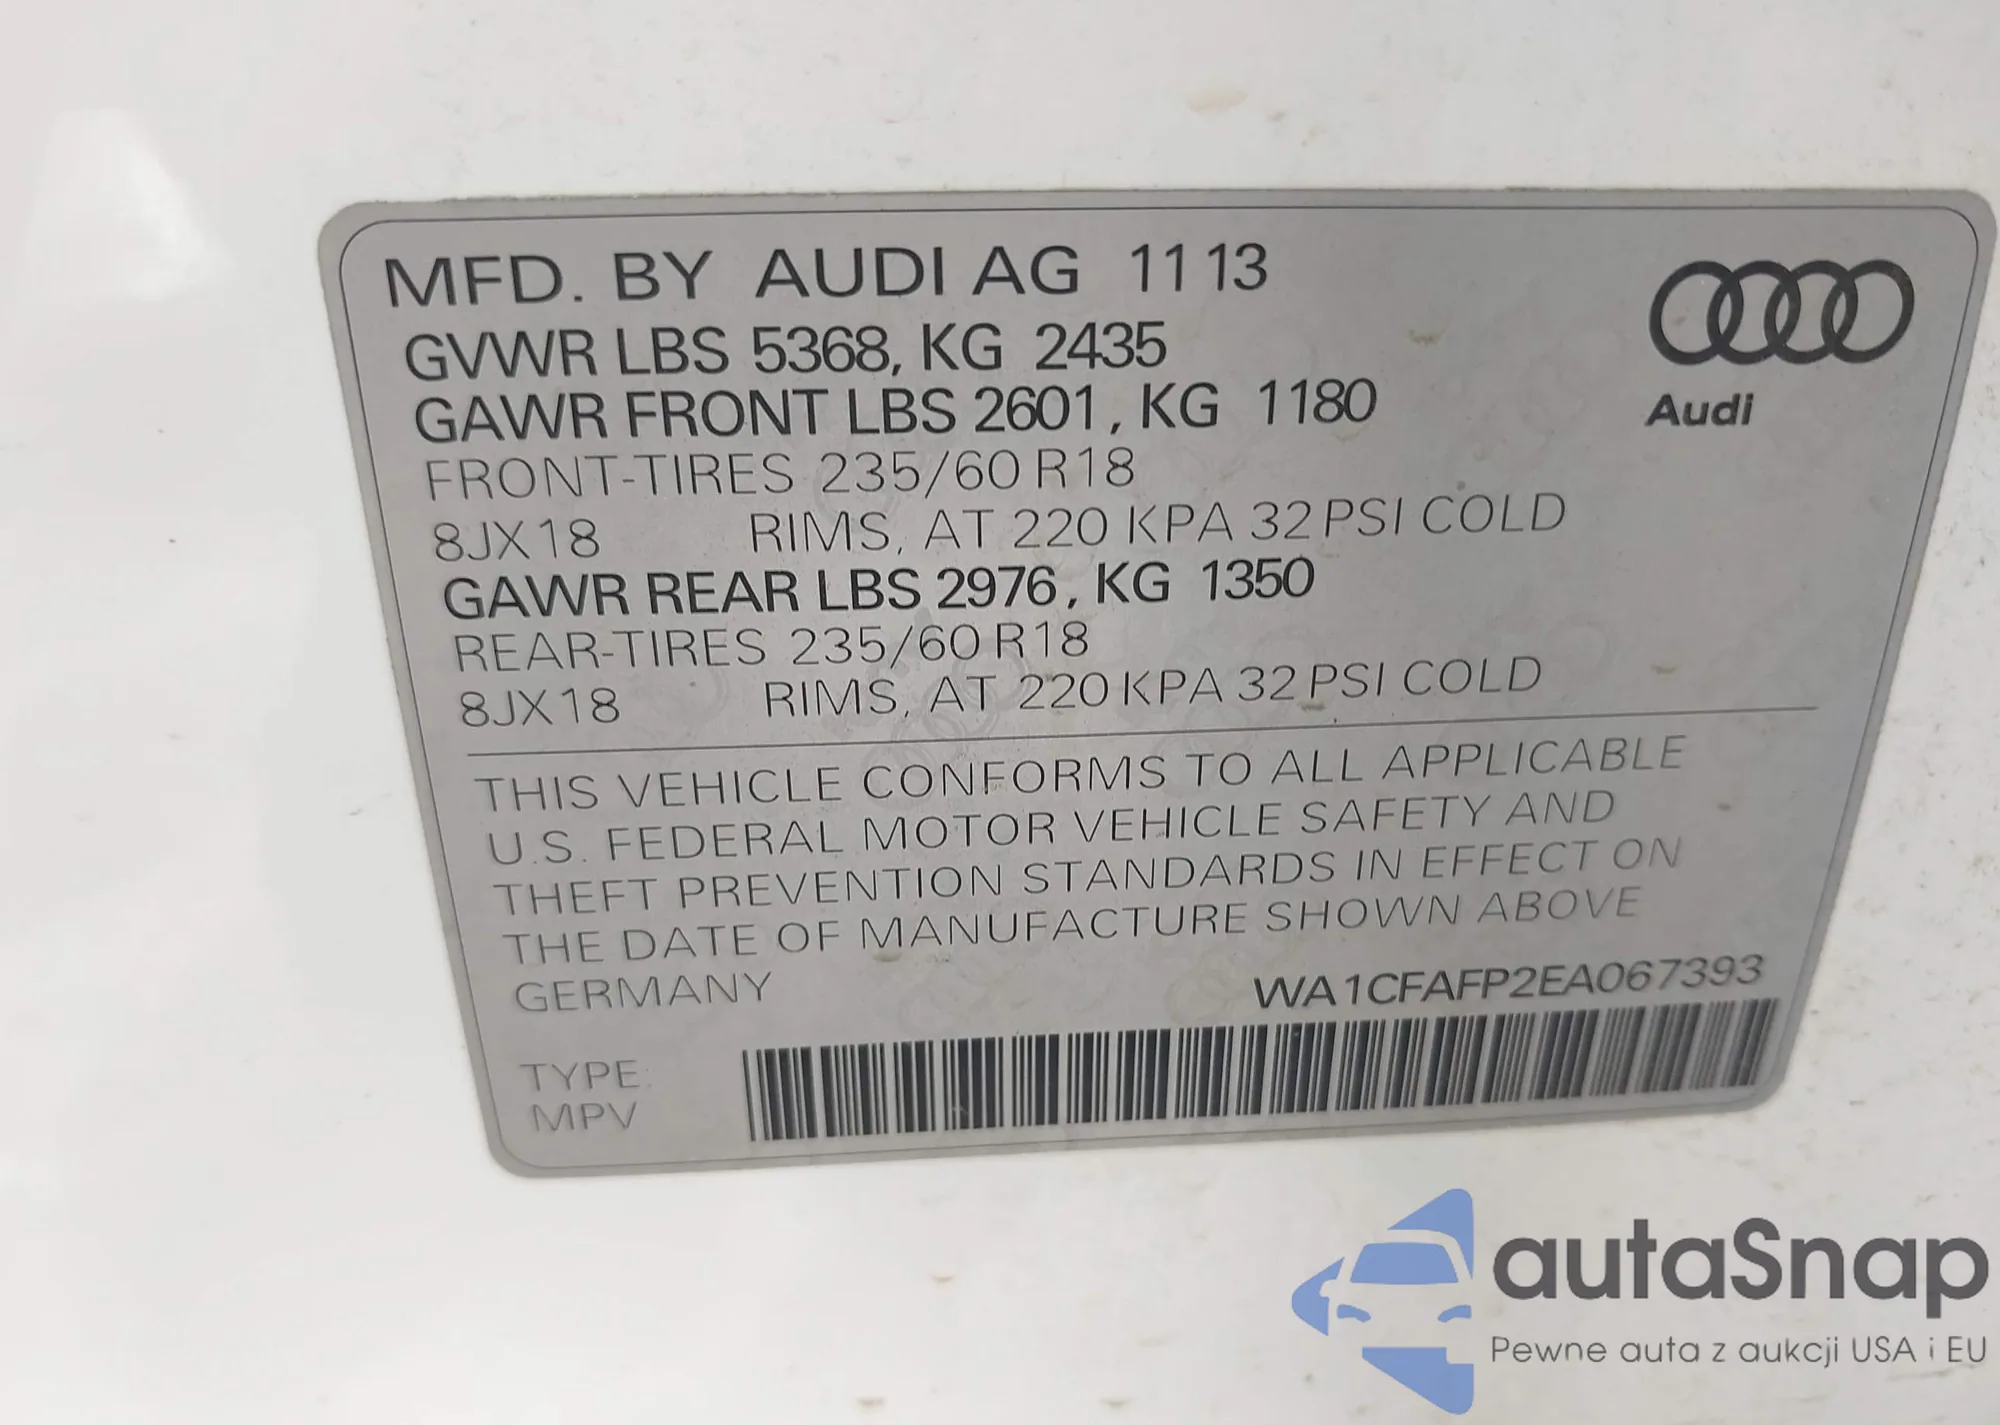 MFD. BY AUDI AG 11 13
GVWR LBS 5368, KG 2435
GAWR FRONT LBS 2601, KG 1180
FRONT-TIRES 235/60 R18
8JX18 RIMS, AT 220 KPA 32 PSI COLD
GAWR REAR LBS 2976, KG 1350
REAR-TIRES 235/60 R18
8JX18 RIMS, AT 220 KPA 32 PSI COLD
THIS VEHICLE CONFORMS TO ALL APPLICABLE
U.S. FEDERAL MOTOR VEHICLE SAFETY AND
THEFT PREVENTION STANDARDS IN EFFECT ON
THE DATE OF MANUFACTURE SHOWN ABOVE
GERMANY WA1CFAFP2EA067393
TYPE:
MPV
Audi
autaSnap
Pewne auta z aukcji USA i EU